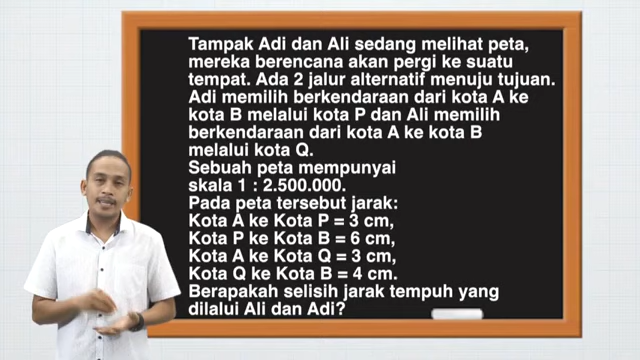 Tampak Adi dan Ali sedang melihat peta,
mereka berencana akan pergi ke suatu
tempat. Ada 2 jalur alternatif menuju tujuan.
Adi memilih berkendaraan dari kota A ke
kota B melalui kota P dan Ali memilih
berkendaraan dari kota A ke kota B
melalui kota Q.
Sebuah peta mempunyai
skala 1 : 2.500.000.
Pada peta tersebut jarak:
Kota A ke Kota P = 3 cm,
Kota P ke Kota B = 6 cm,
Kota A ke Kota Q = 3 cm,
Kota Q ke Kota B = 4 cm.
Berapakah selisih jarak tempuh yang
dilalui Ali dan Adi?